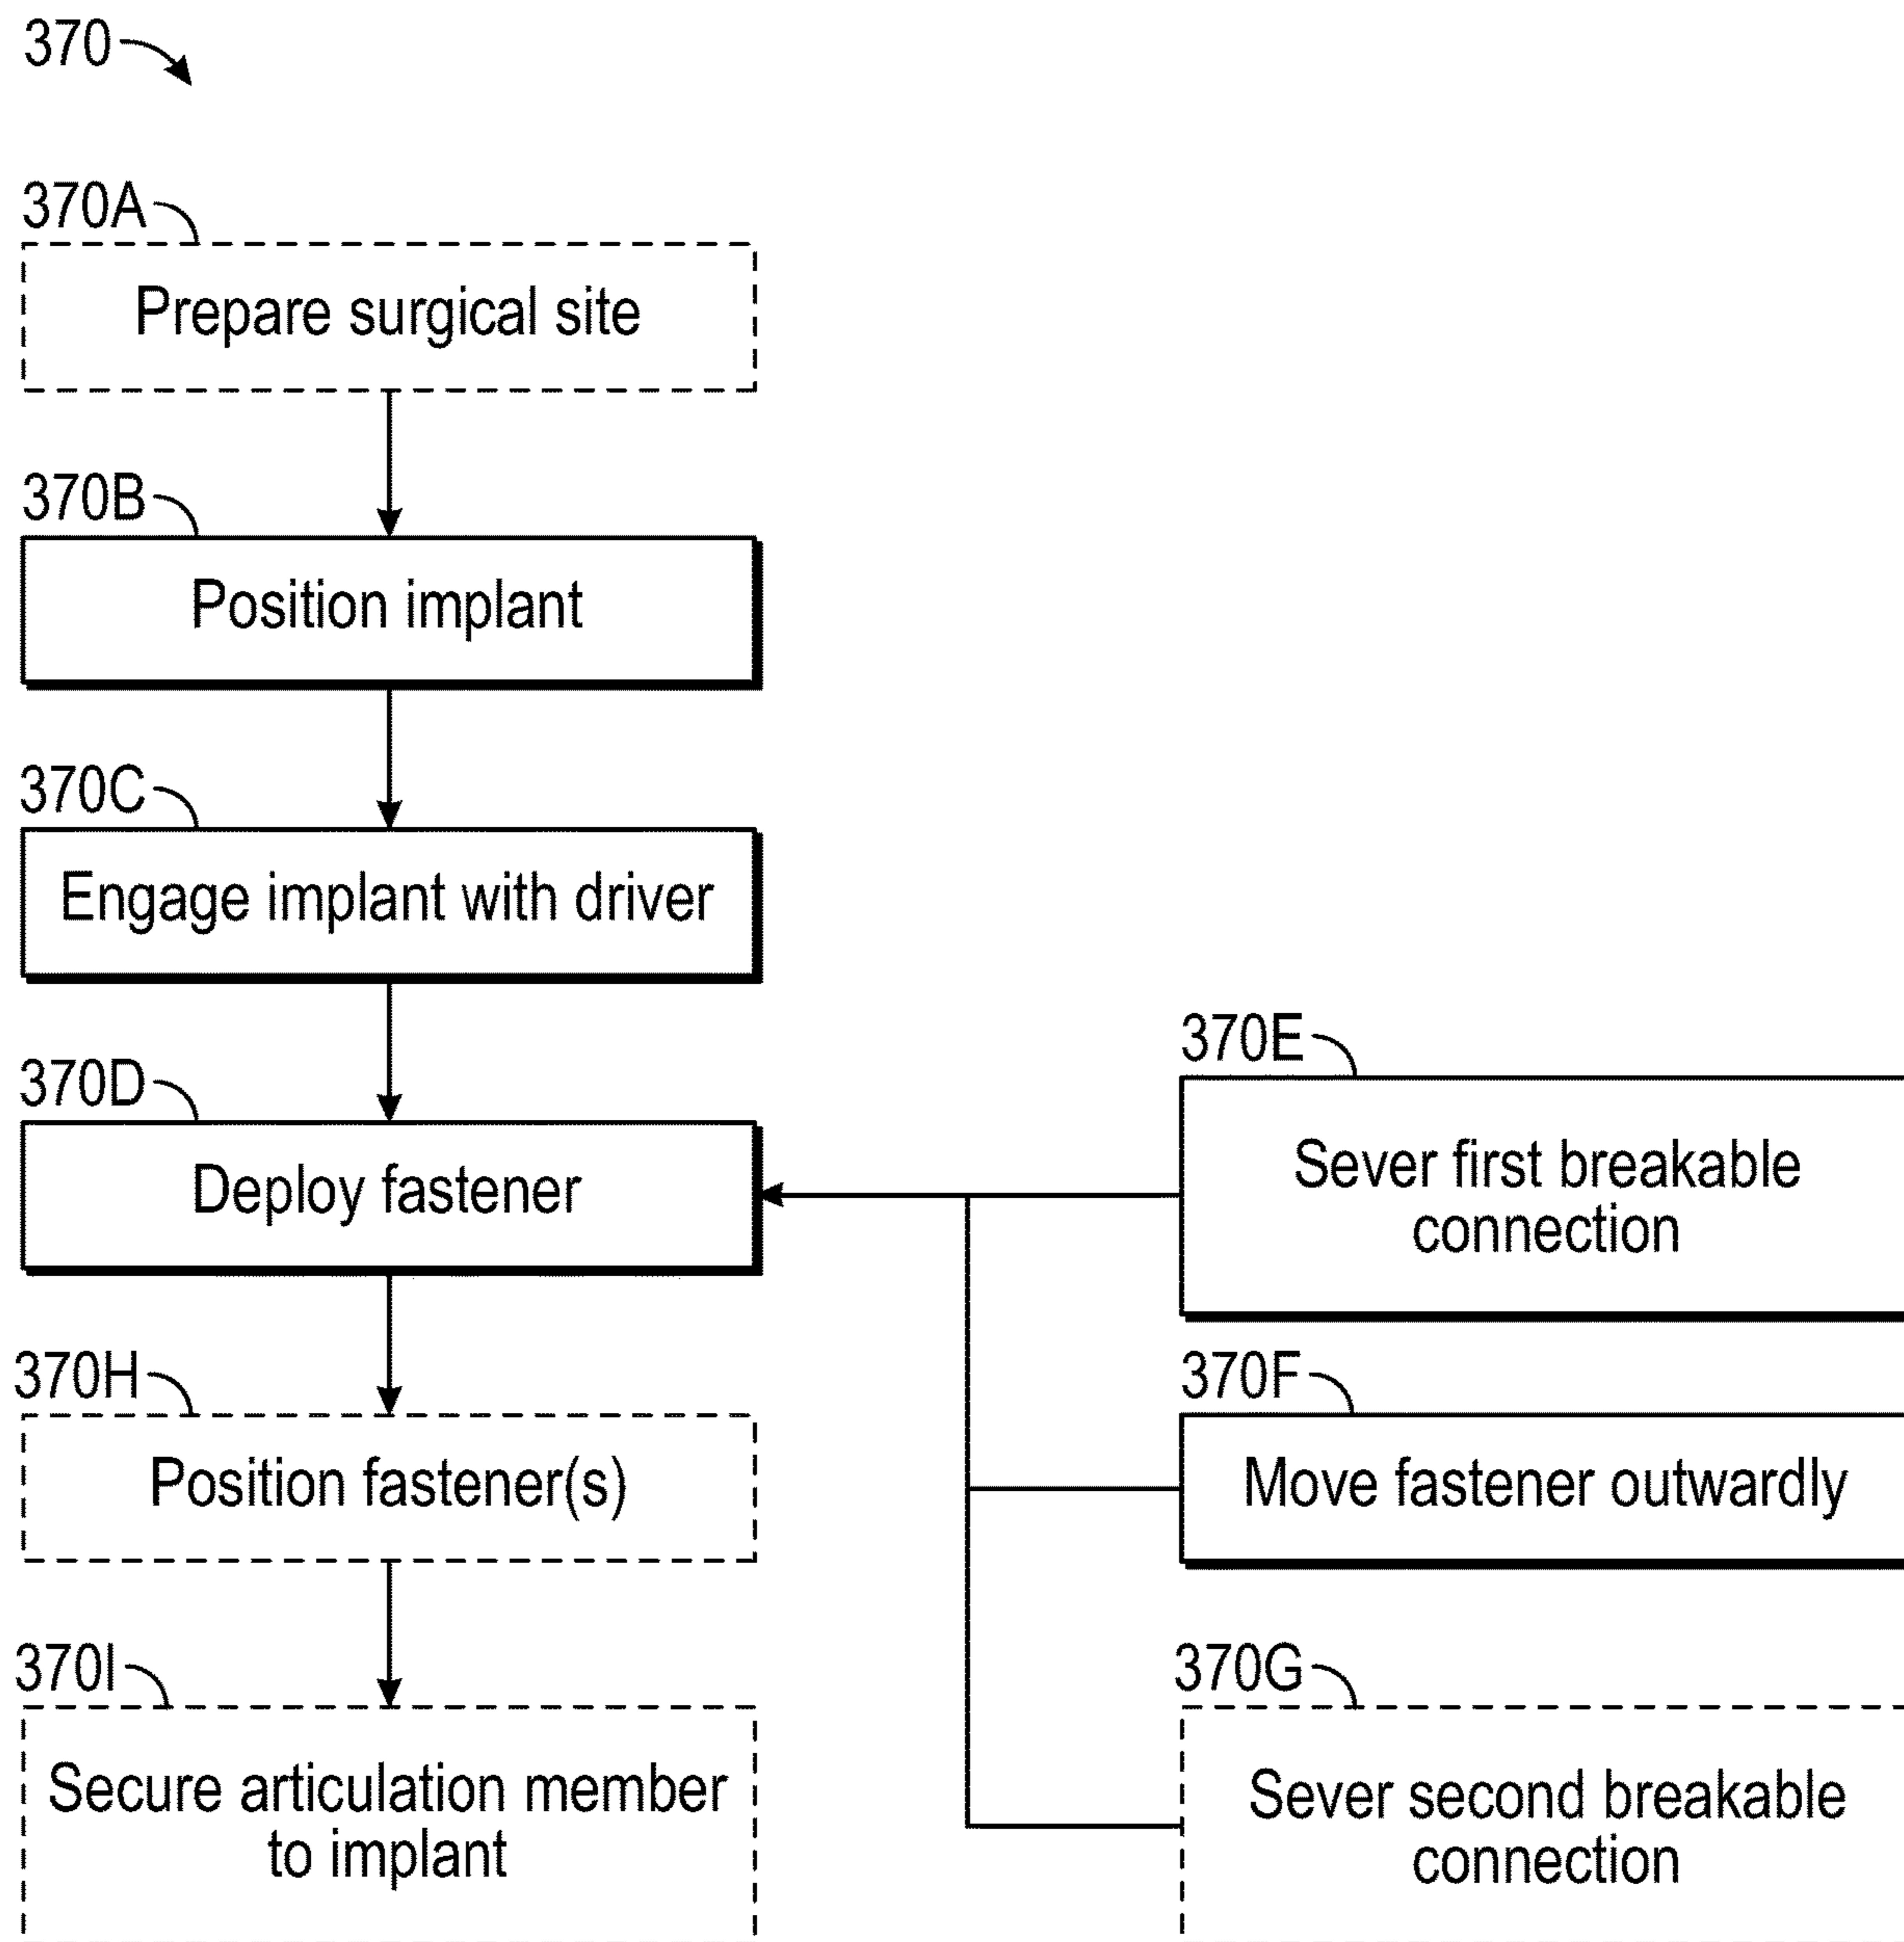 370
370A
Prepare surgical site
370B
Position implant
370C
Engage implant with driver
370D
Deploy fastener
370E
Sever first breakable
connection
370F
Move fastener outwardly
370G
Sever second breakable
connection
370H
Position fastener(s)
370I
Secure articulation member
to implant